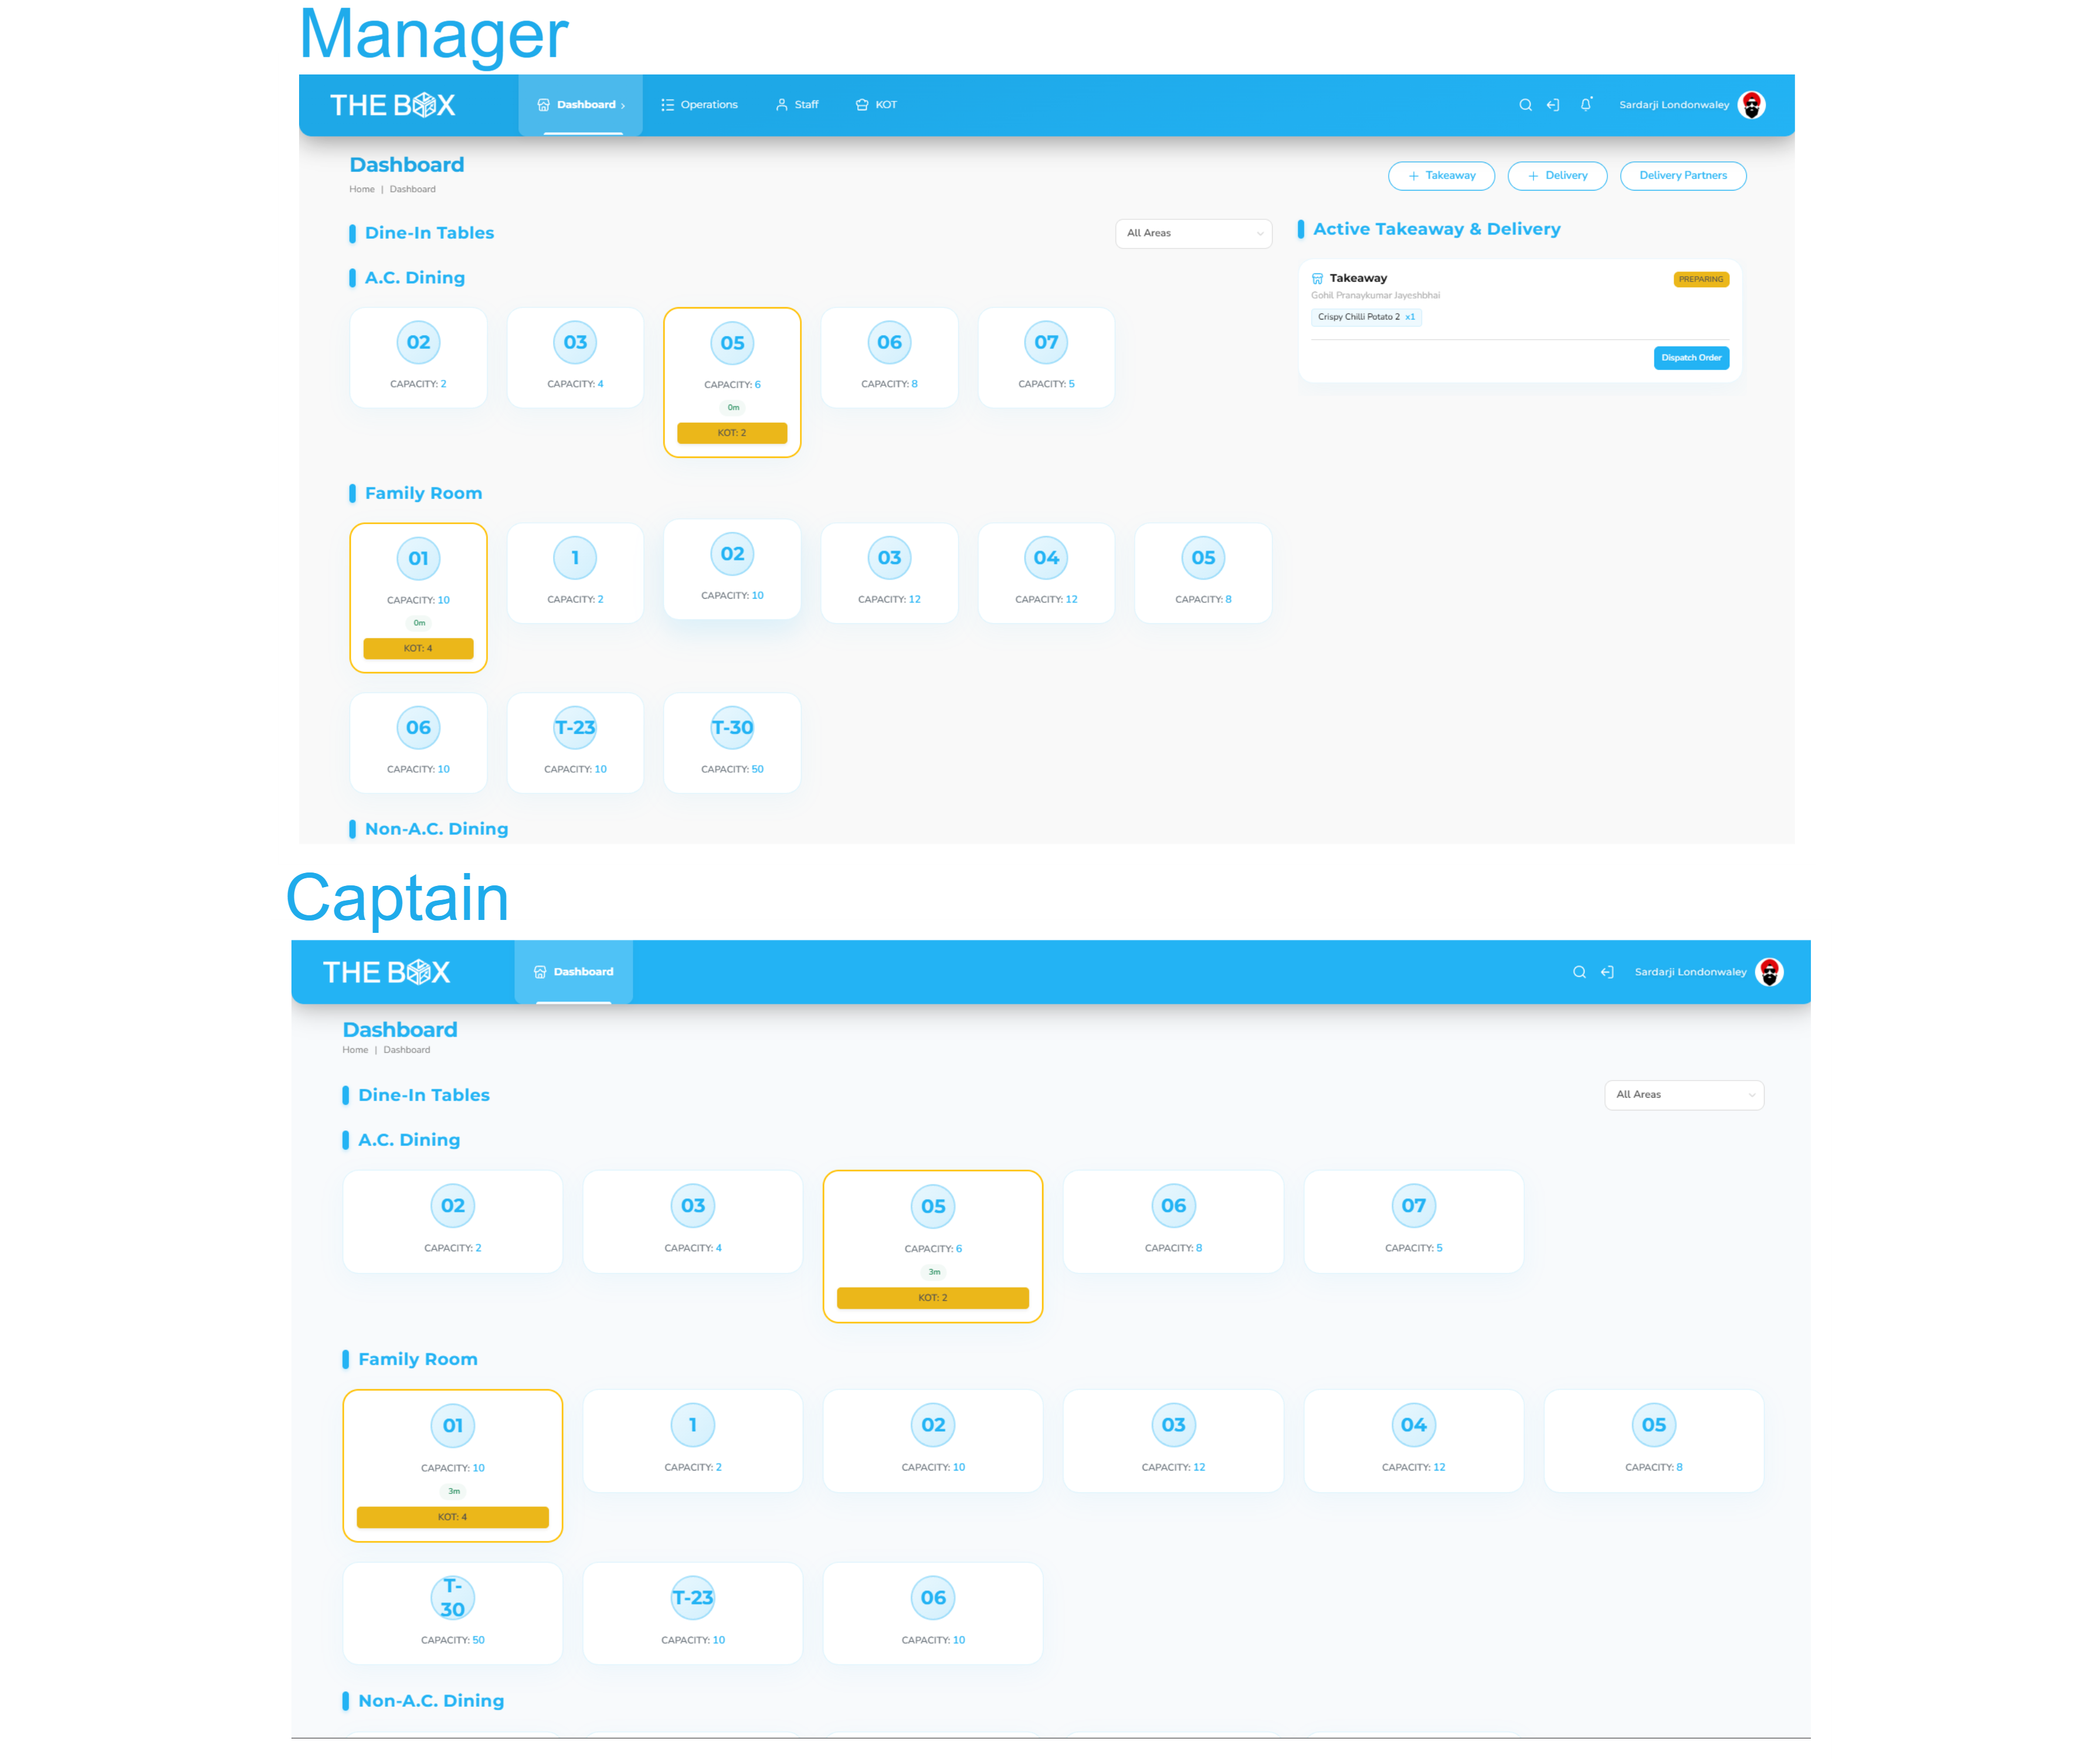 Manager
THE BOX
Dashboard
Operations
Staff
KOT
Sardarji Londonwaley
Dashboard
Home | Dashboard
+ Takeaway
+ Delivery
Delivery Partners
Dine-In Tables
All Areas
Active Takeaway & Delivery
A.C. Dining
Takeaway
PREPARING
Gohil Pranaykumar Jayeshbhai
Crispy Chilli Potato 2 x1
Dispatch Order
02
CAPACITY: 2
03
CAPACITY: 4
05
CAPACITY: 6
0m
KOT: 2
06
CAPACITY: 8
07
CAPACITY: 5
Family Room
01
CAPACITY: 10
0m
KOT: 4
1
CAPACITY: 2
02
CAPACITY: 10
03
CAPACITY: 12
04
CAPACITY: 12
05
CAPACITY: 8
06
CAPACITY: 10
T-23
CAPACITY: 10
T-30
CAPACITY: 50
Non-A.C. Dining
Captain
THE BOX
Dashboard
Sardarji Londonwaley
Dashboard
Home | Dashboard
Dine-In Tables
All Areas
A.C. Dining
02
CAPACITY: 2
03
CAPACITY: 4
05
CAPACITY: 6
3m
KOT: 2
06
CAPACITY: 8
07
CAPACITY: 5
Family Room
01
CAPACITY: 10
3m
KOT: 4
1
CAPACITY: 2
02
CAPACITY: 10
03
CAPACITY: 12
04
CAPACITY: 12
05
CAPACITY: 8
T-
30
CAPACITY: 50
T-23
CAPACITY: 10
06
CAPACITY: 10
Non-A.C. Dining